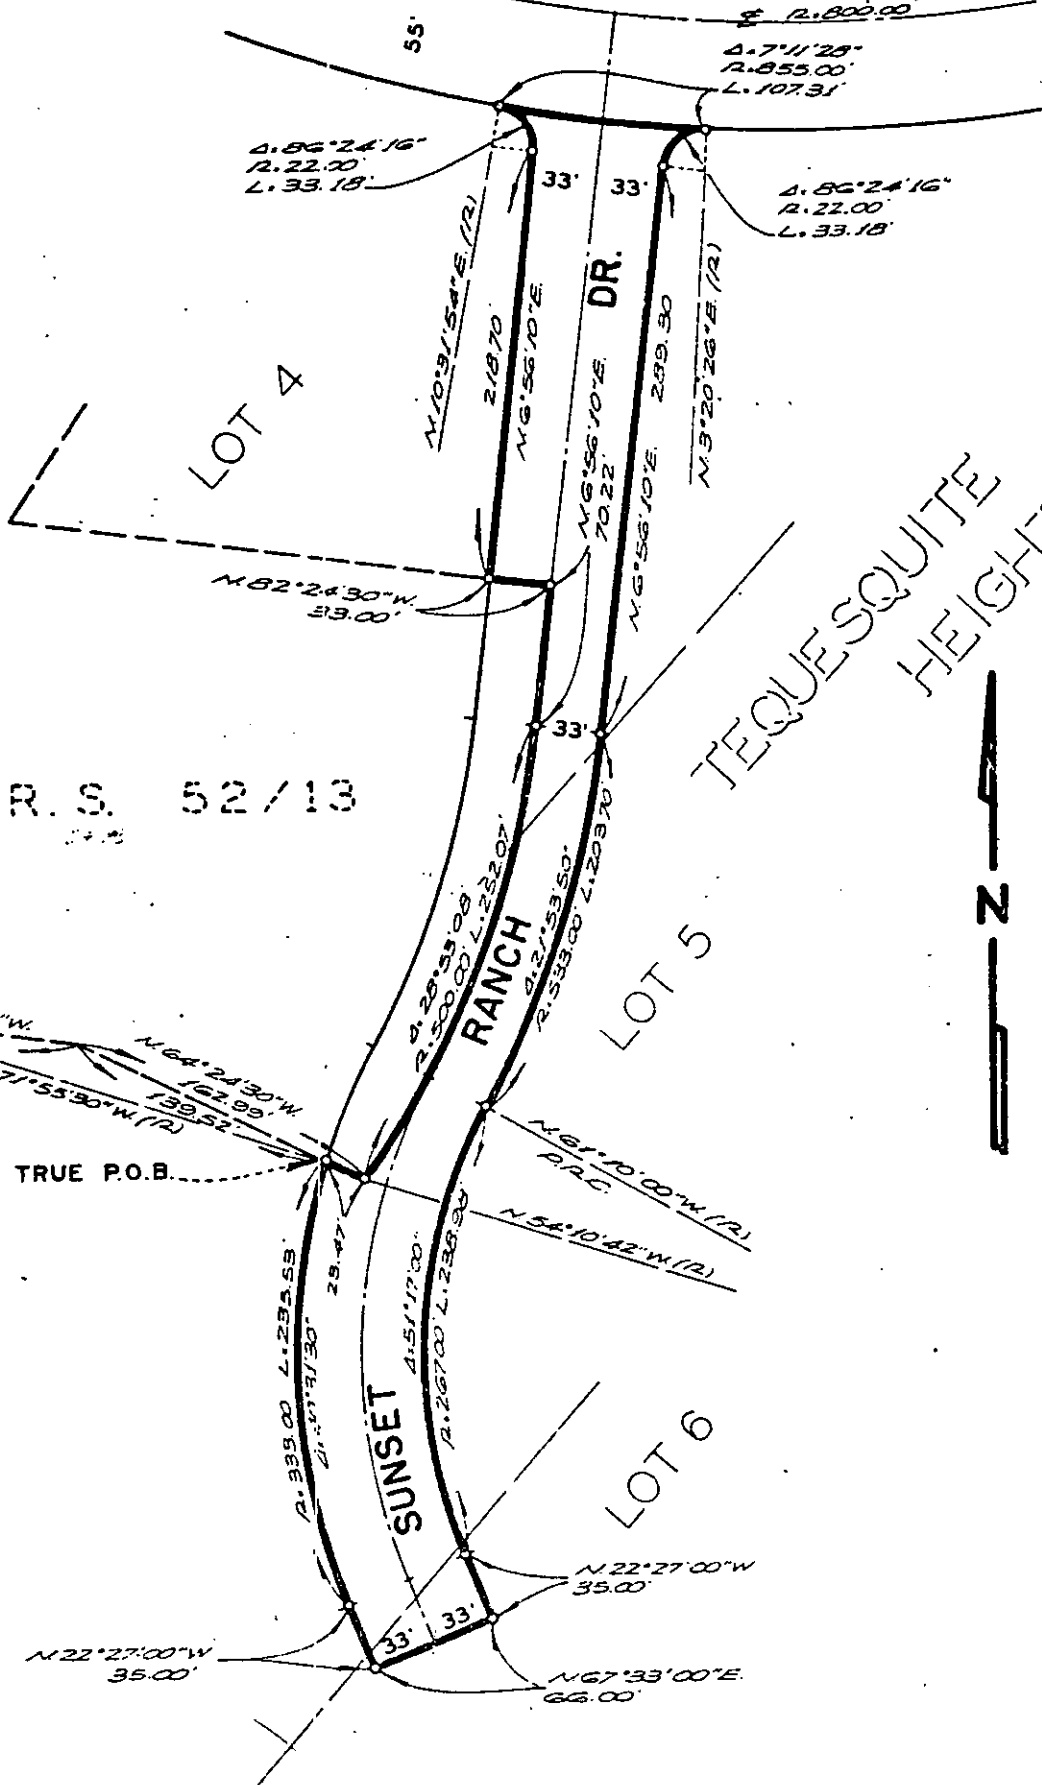 ℄ R.800.00'
55'
Δ.7°11'28"
R.855.00'
L.107.31'
Δ.86°24'16"
R.22.00'
L.33.18'
33'
33'
Δ.86°24'16"
R.22.00'
L.33.18'
N.10°31'54"E.(R)
218.70'
N.6°56'10"E.
DR.
N.6°56'10"E.
289.30
N.3°20'26"E.(R)
LOT 4
N.6°56'10"E.
70.22'
N.82°24'30"W.
33.00'
TEQUESQUITE
33'
R.S. 52/13
Δ.28°53'08"
R.500.00' L.252.07'
RANCH
Δ.21°53'50"
R.533.00' L.203.70'
LOT 5
N
"W.
N.64°24'30"W.
162.99'
139.52'
71°55'30"W.(R)
TRUE P.O.B.
23.47'
N.61°10'00"W.(R)
P.R.C.
N.54°10'42"W.(R)
R.333.00 L.235.53'
Δ.51°17'00"
R.267.00' L.238.98'
SUNSET
LOT 6
N.22°27'00"W
35.00'
33'
33'
N.22°27'00"W
35.00'
N.67°33'00"E.
66.00'